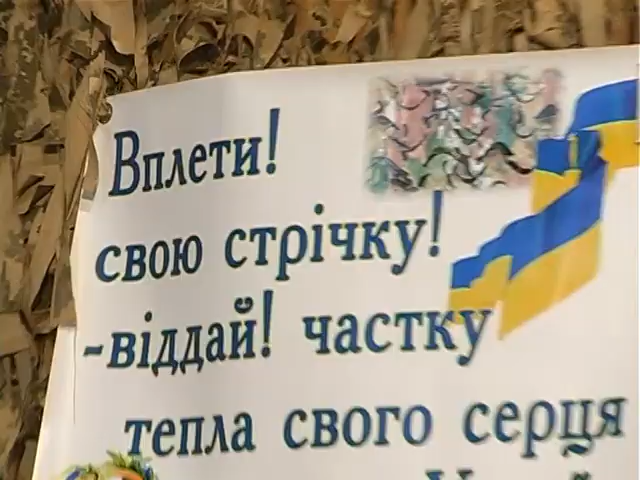 Вплети!
свою стрічку!
-віддай! частку
тепла свого серця